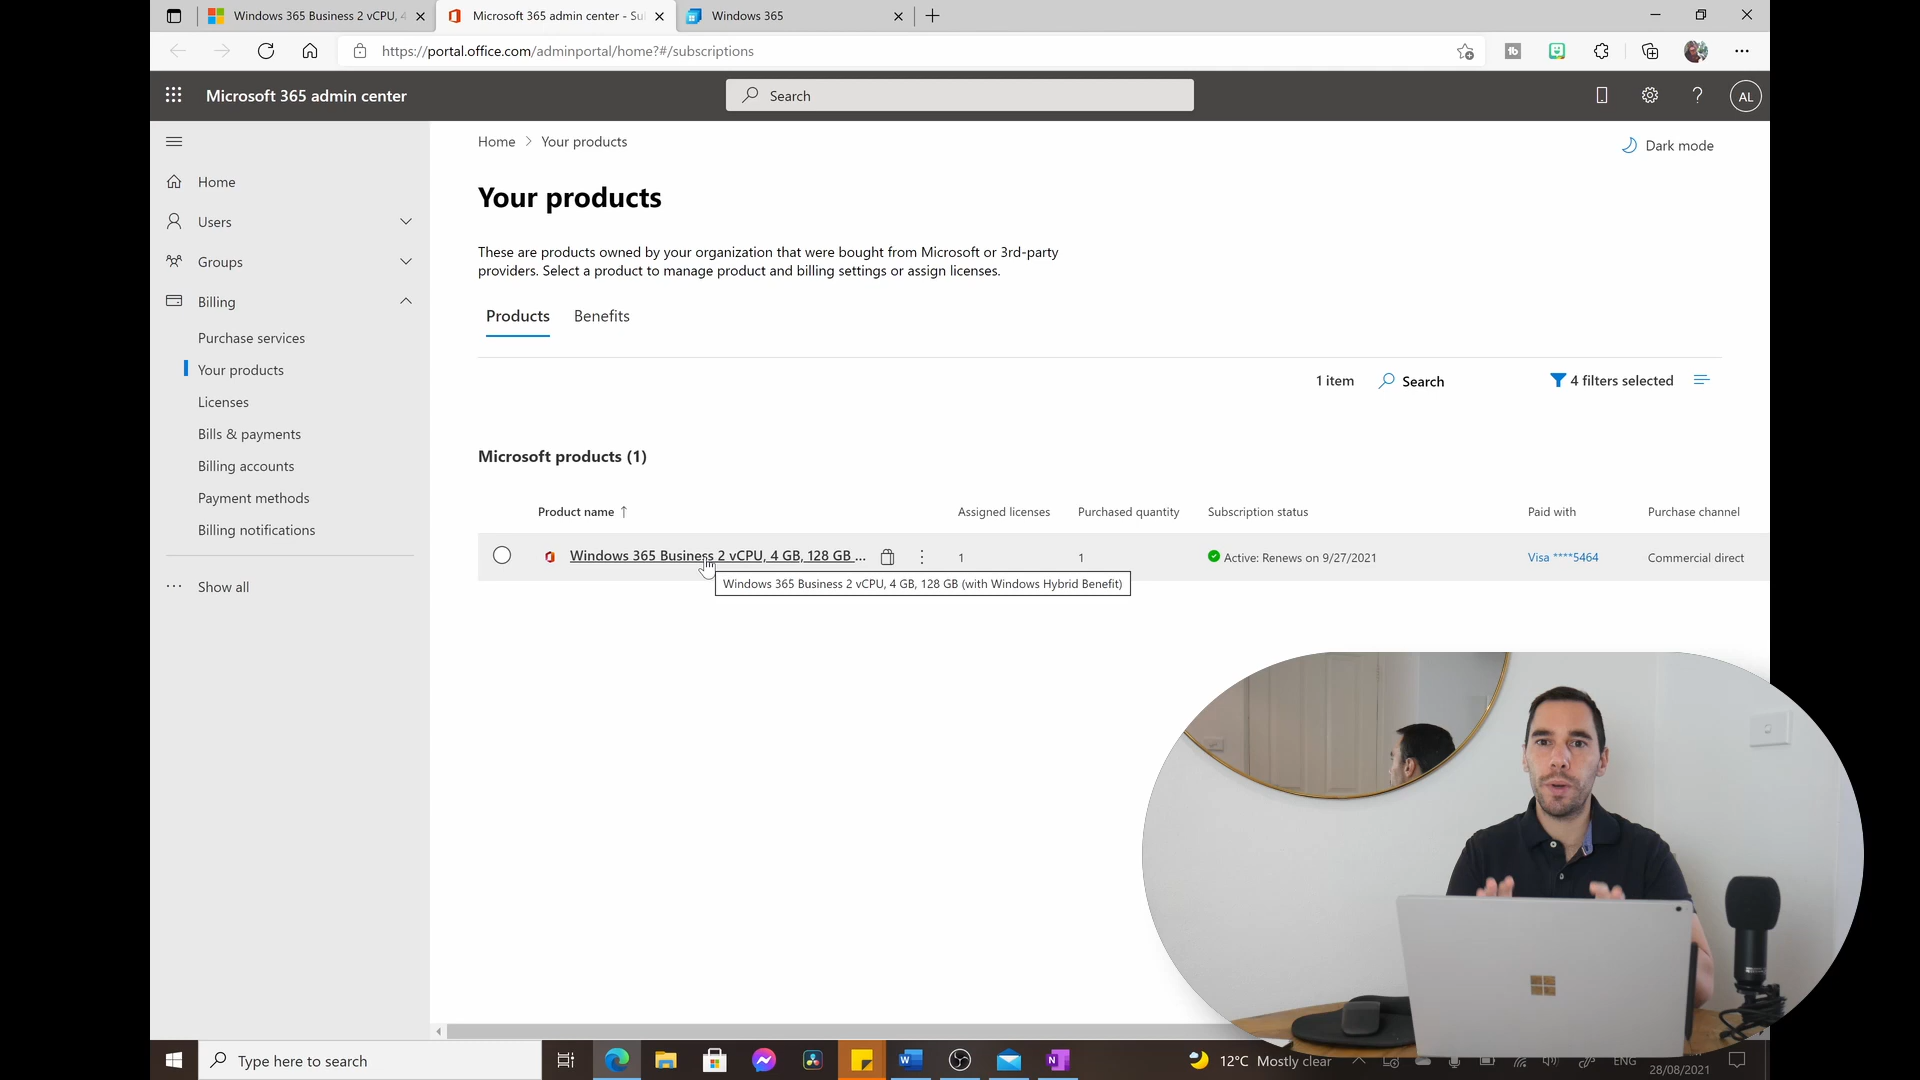 Windows 365 Business 2 vCPU, 4
Microsoft 365 admin center - Su
Windows 365
https://portal.office.com/adminportal/home?#/subscriptions
Microsoft 365 admin center
Search
AL
Home
Users
Groups
Billing
Purchase services
Your products
Licenses
Bills & payments
Billing accounts
Payment methods
Billing notifications
Show all
Home > Your products
Dark mode
Your products
These are products owned by your organization that were bought from Microsoft or 3rd-party
providers. Select a product to manage product and billing settings or assign licenses.
Products Benefits
1 item Search 4 filters selected
Microsoft products (1)
Product name ↑ Assigned licenses Purchased quantity Subscription status Paid with Purchase channel
Windows 365 Business 2 vCPU, 4 GB, 128 GB ... 1 1 Active: Renews on 9/27/2021 Visa ****5464 Commercial direct
Windows 365 Business 2 vCPU, 4 GB, 128 GB (with Windows Hybrid Benefit)
Type here to search
12°C Mostly clear
ENG
28/08/2021